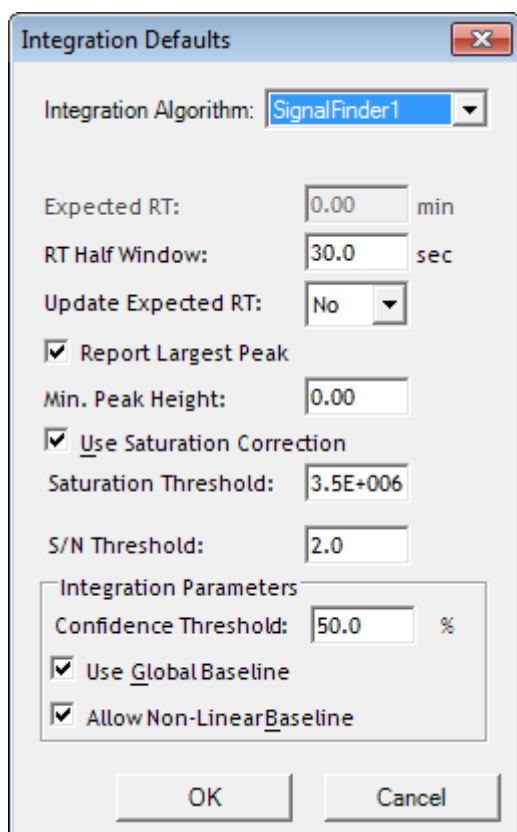 Integration Defaults
Integration Algorithm: SignalFinder1
Expected RT: 0.00 min
RT Half Window: 30.0 sec
Update Expected RT: No
Report Largest Peak
Min. Peak Height: 0.00
Use Saturation Correction
Saturation Threshold: 3.5E+006
S/N Threshold: 2.0
Integration Parameters
Confidence Threshold: 50.0 %
Use Global Baseline
Allow Non-LinearBaseline
OK Cancel